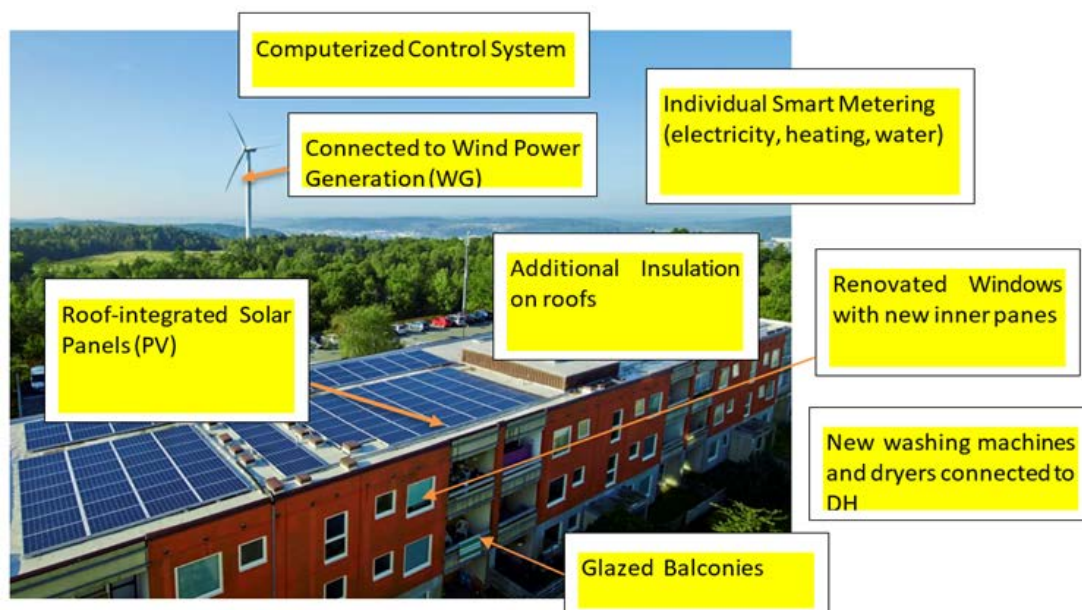 Computerized Control System
Individual Smart Metering
(electricity, heating, water)
Connected to Wind Power
Generation (WG)
Additional Insulation
on roofs
Renovated Windows
with new inner panes
Roof-integrated Solar
Panels (PV)
New washing machines
and dryers connected to
DH
Glazed Balconies